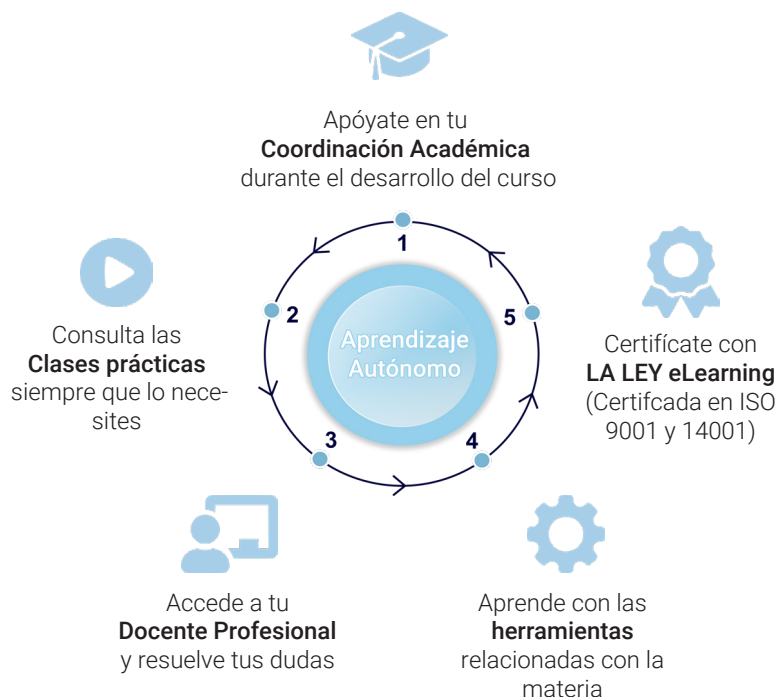 Apóyate en tu
Coordinación Académica
durante el desarrollo del curso
1
2
3
4
5
Aprendizaje
Autónomo
Consulta las
Clases prácticas
siempre que lo nece-
sites
Certifícate con
LA LEY eLearning
(Certifcada en ISO
9001 y 14001)
Accede a tu
Docente Profesional
y resuelve tus dudas
Aprende con las
herramientas
relacionadas con la
materia